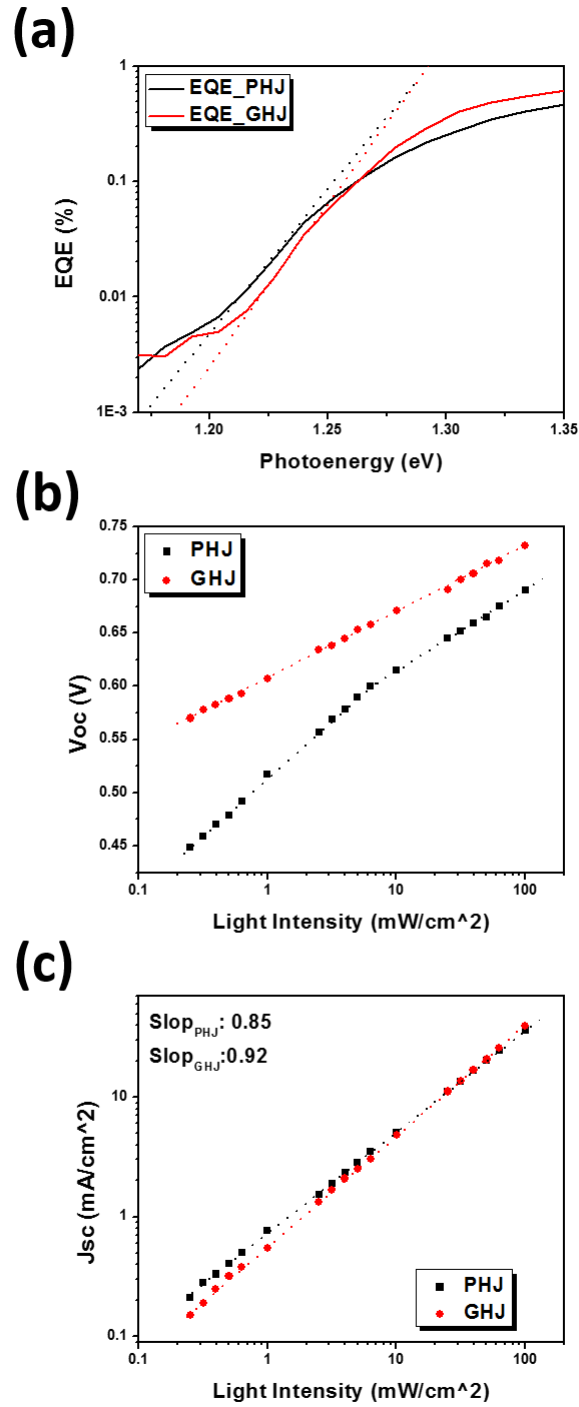 (a)
EQE_PHJ
EQE_GHJ
1
0.1
0.01
1E-3
EQE (%)
1.20
1.25
1.30
1.35
Photoenergy (eV)
(b)
PHJ
GHJ
0.75
0.70
0.65
0.60
0.55
0.50
0.45
Voc (V)
0.1
1
10
100
Light Intensity (mW/cm^2)
(c)
Slop_PHJ: 0.85
Slop_GHJ:0.92
10
1
0.1
Jsc (mA/cm^2)
PHJ
GHJ
0.1
1
10
100
Light Intensity (mW/cm^2)